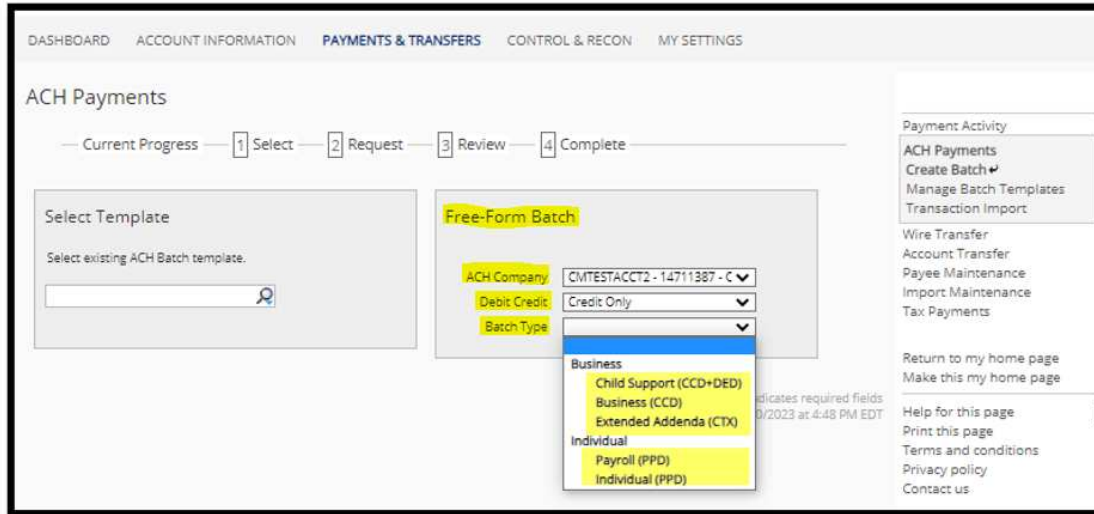 DASHBOARD ACCOUNT INFORMATION PAYMENTS & TRANSFERS CONTROL & RECON MY SETTINGS
ACH Payments
Current Progress 1 Select 2 Request 3 Review 4 Complete
Select Template
Select existing ACH Batch template.
Free-Form Batch
ACH Company CMTESTACCT2 - 14711387 - C
Debit Credit Credit Only
Batch Type
Business
Child Support (CCD+DED)
Business (CCD)
Extended Addenda (CTX)
Individual
Payroll (PPD)
Individual (PPD)
dicates required fields
0/2023 at 4:48 PM EDT
Payment Activity
ACH Payments
Create Batch
Manage Batch Templates
Transaction Import
Wire Transfer
Account Transfer
Payee Maintenance
Import Maintenance
Tax Payments
Return to my home page
Make this my home page
Help for this page
Print this page
Terms and conditions
Privacy policy
Contact us